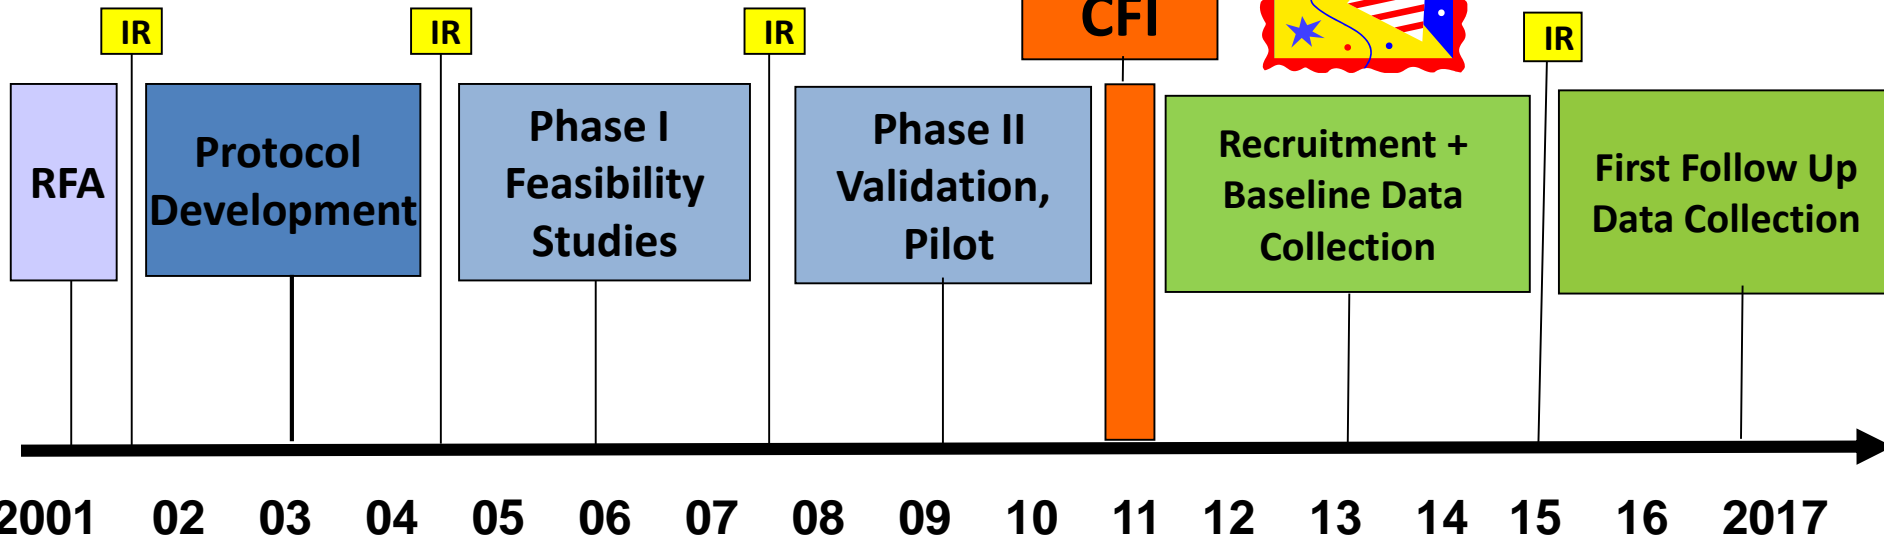 IR
IR
IR
CFI
IR
RFA
Protocol
Development
Phase I
Feasibility
Studies
Phase II
Validation,
Pilot
Recruitment +
Baseline Data
Collection
First Follow Up
Data Collection
2001 02 03 04 05 06 07 08 09 10 11 12 13 14 15 16 2017